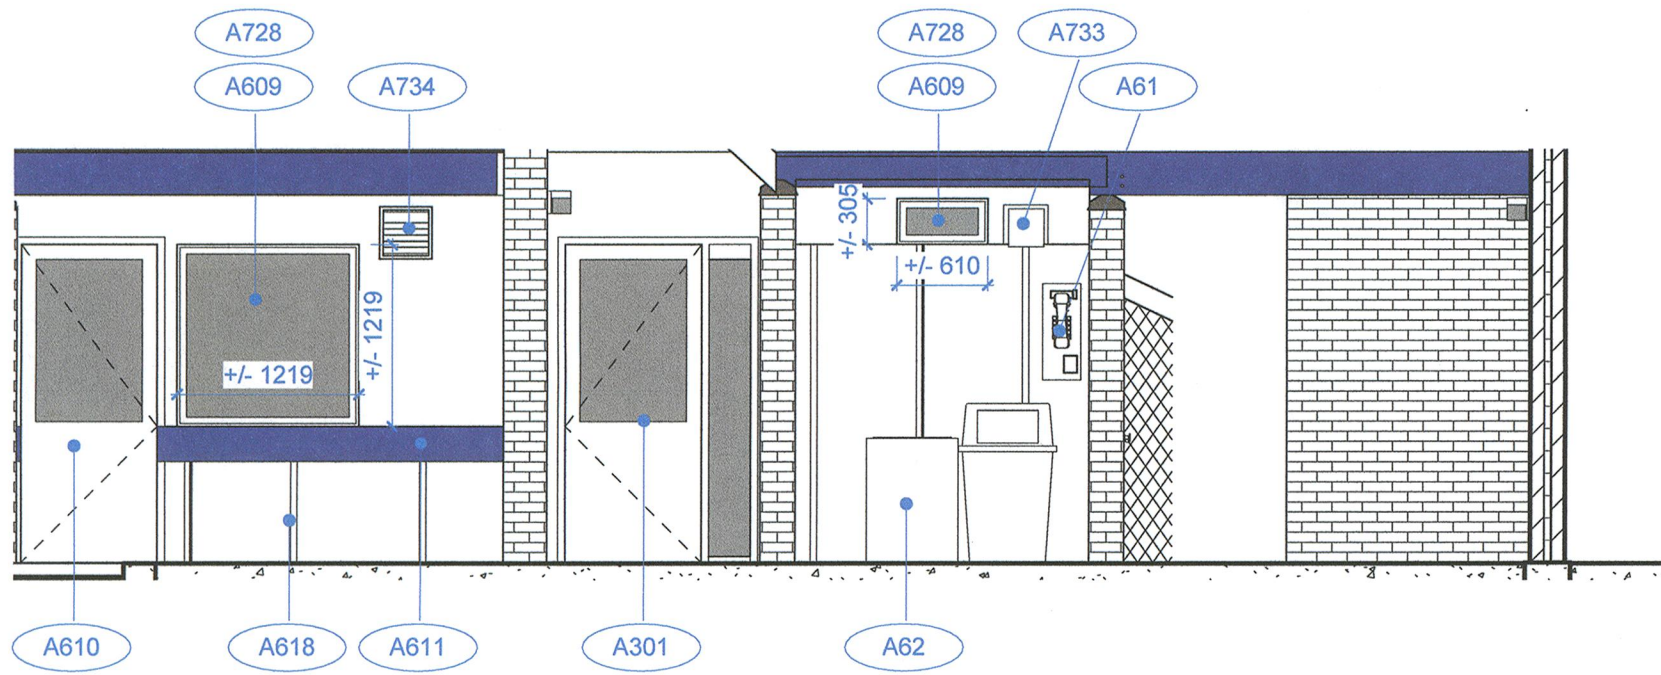 A728
A728
A733
A609
A734
A609
A61
+/- 305
+/- 610
+/- 1219
+/- 1219
A610
A618
A611
A301
A62